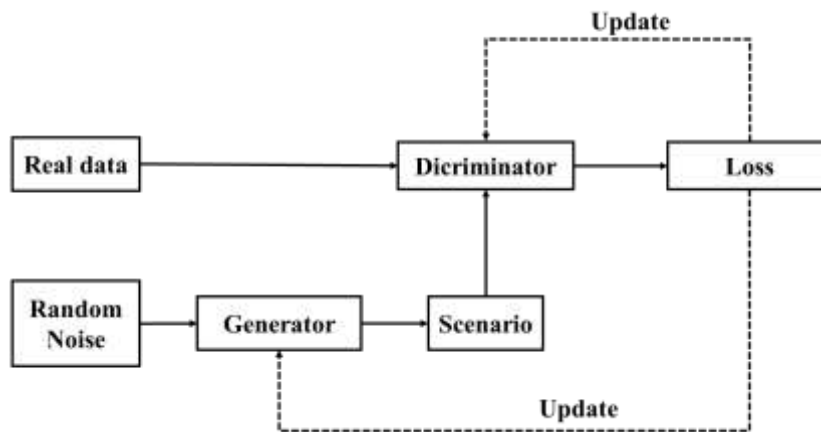 Update
Real data
Dicriminator
Loss
Random
Noise
Generator
Scenario
Update